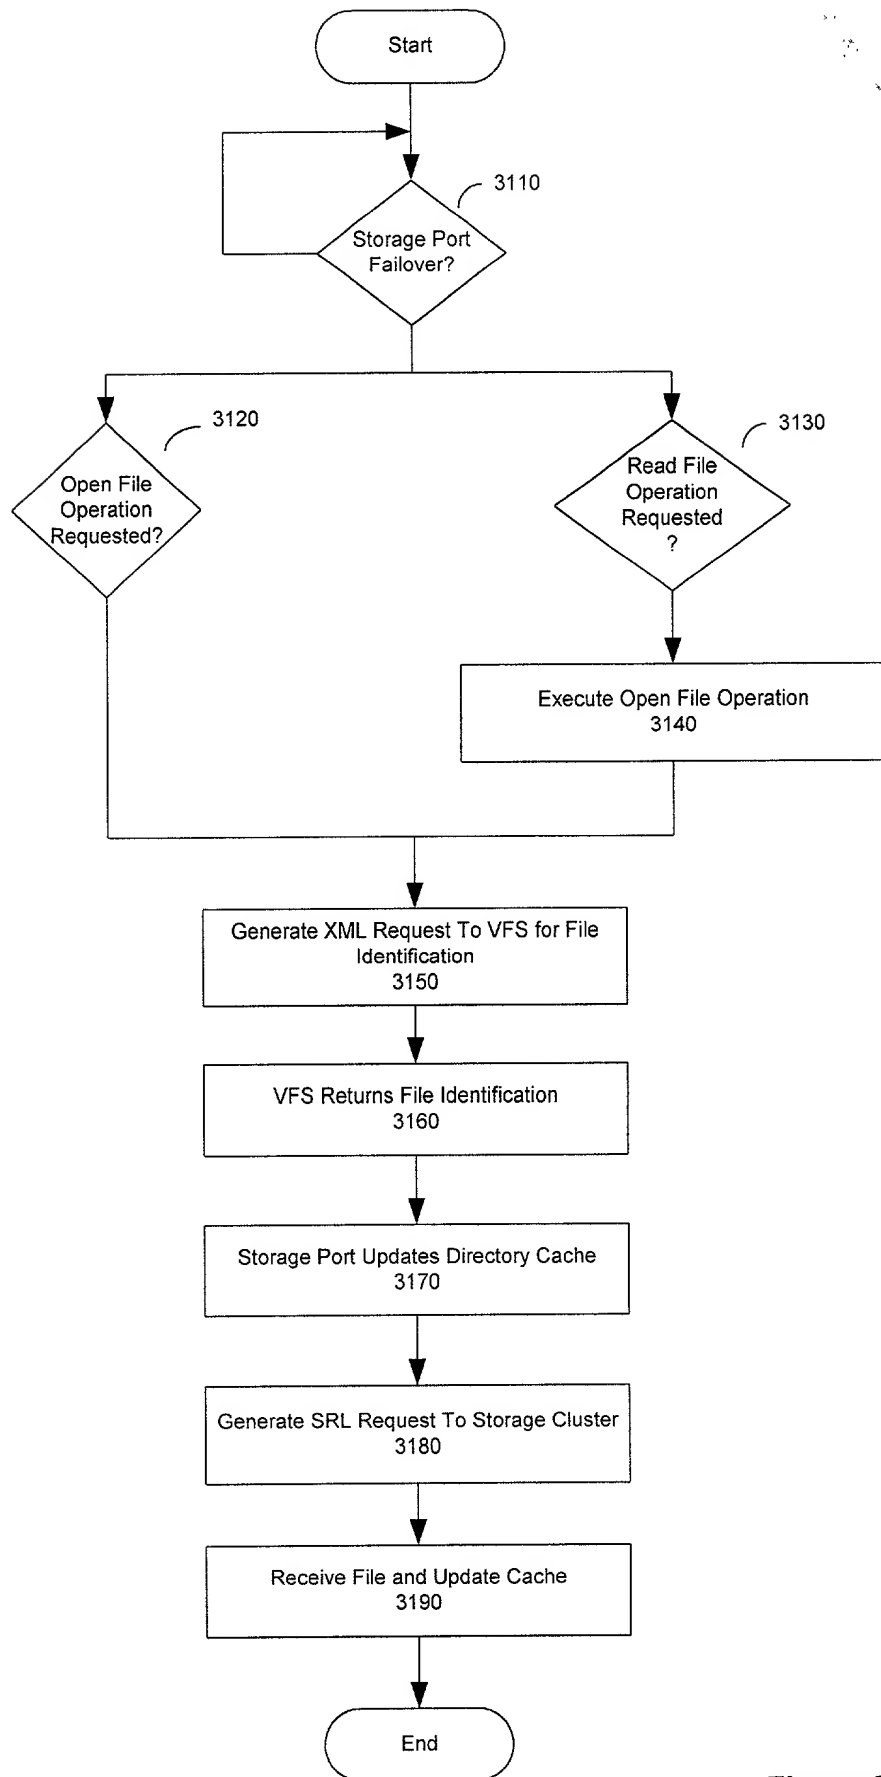 Start
3110
Storage Port
Failover?
3120
3130
Open File
Operation
Requested?
Read File
Operation
Requested
?
Execute Open File Operation
3140
Generate XML Request To VFS for File
Identification
3150
VFS Returns File Identification
3160
Storage Port Updates Directory Cache
3170
Generate SRL Request To Storage Cluster
3180
Receive File and Update Cache
3190
End